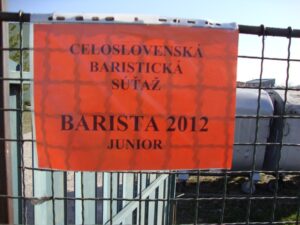 CELOSLOVENSKÁ
BARISTICKÁ
SÚŤAŽ
BARISTA 2012
JUNIOR